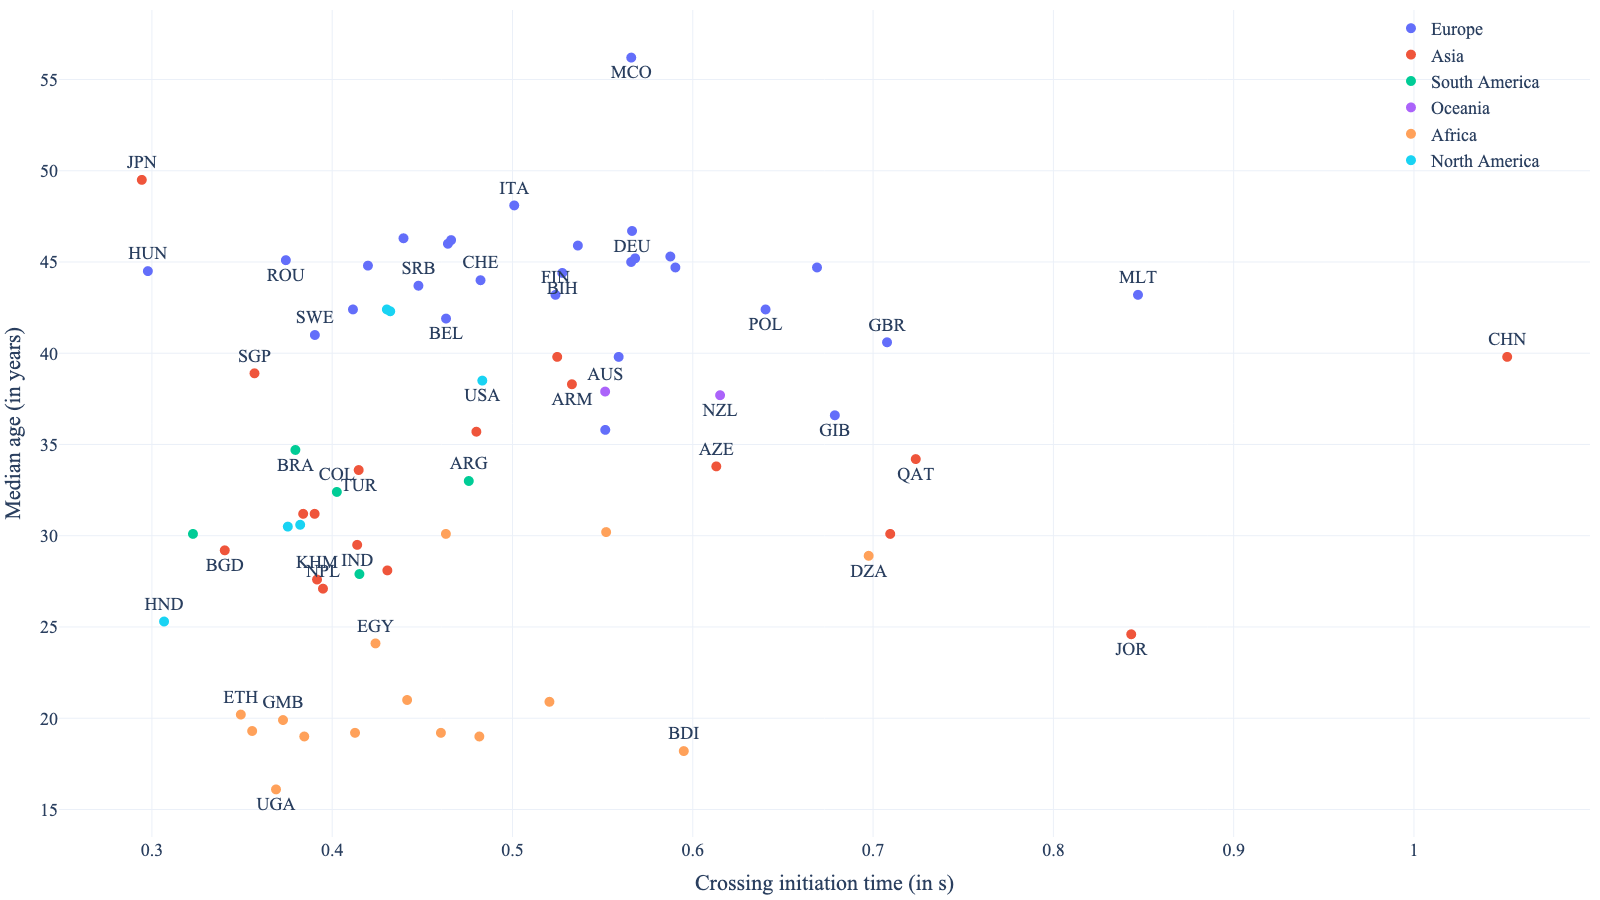 Europe
Asia
South America
Oceania
Africa
North America
MCO
JPN
ITA
HUN
ROU
SRB
CHE
DEU
FIN
BIH
MLT
SWE
BEL
POL
GBR
SGP
CHN
USA
AUS
ARM
NZL
GIB
BRA
COL
TUR
ARG
AZE
QAT
BGD
KHM
NPL
IND
DZA
HND
EGY
JOR
ETH
GMB
BDI
UGA
55
50
45
40
35
30
25
20
15
Median age (in years)
0.3 0.4 0.5 0.6 0.7 0.8 0.9 1
Crossing initiation time (in s)